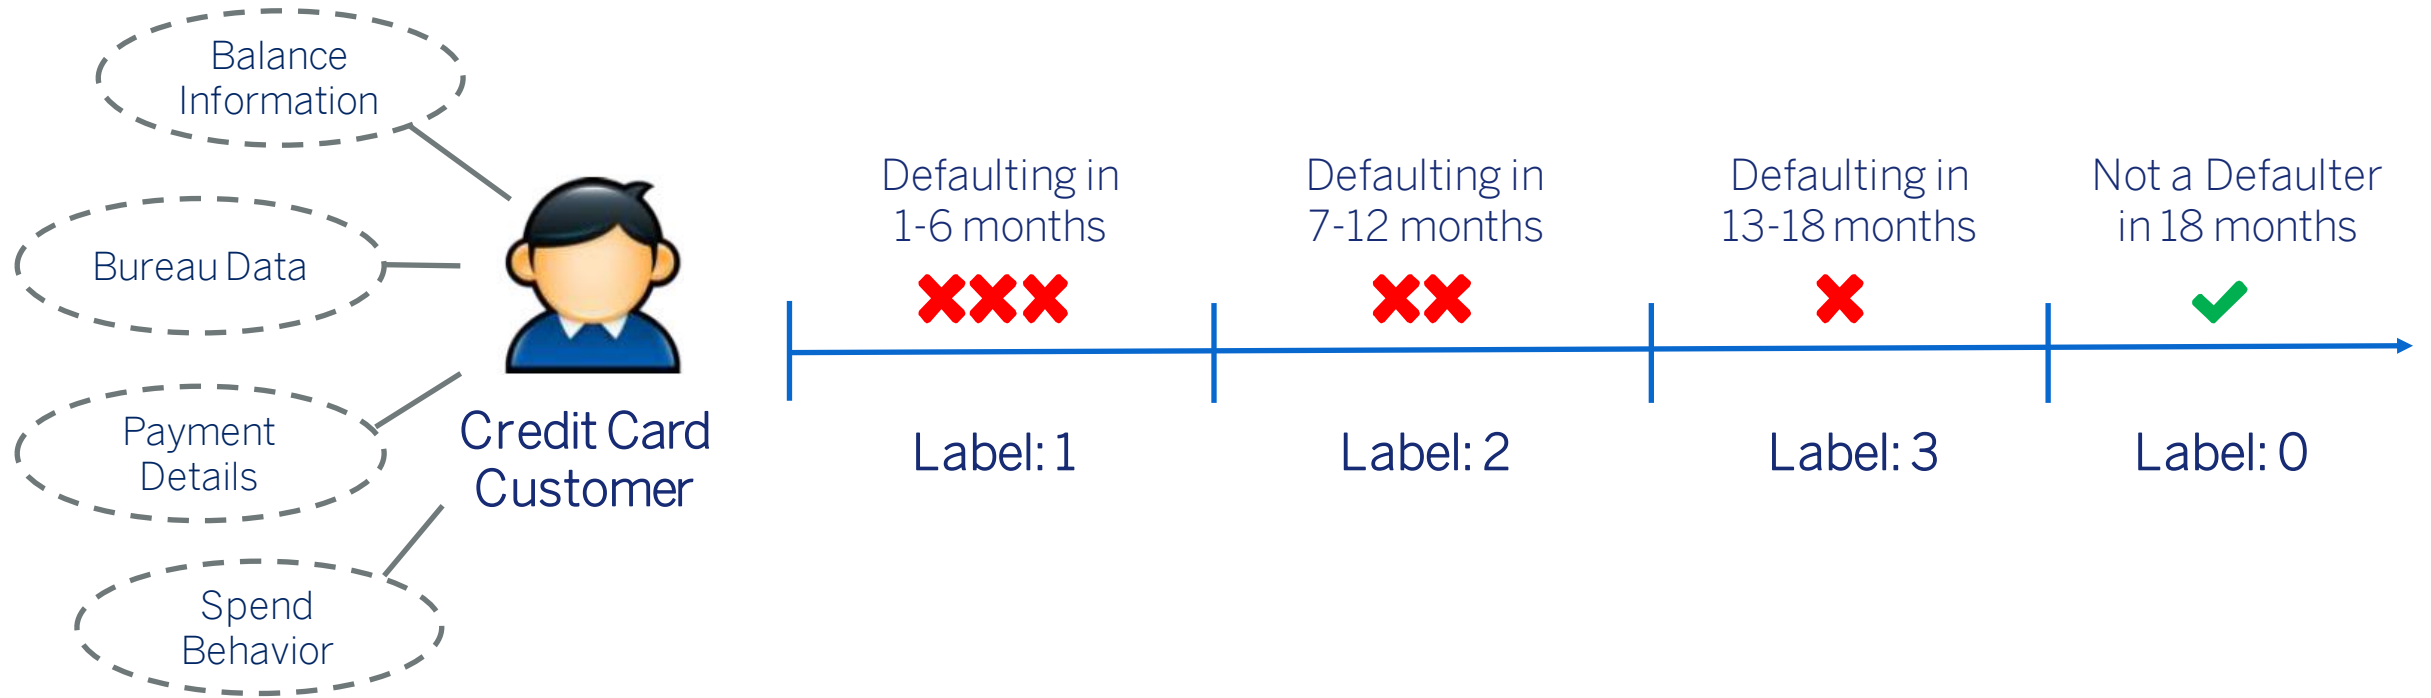 Balance
Information
Bureau Data
Payment
Details
Spend
Behavior
Credit Card
Customer
Defaulting in
1-6 months
Defaulting in
7-12 months
Defaulting in
13-18 months
Not a Defaulter
in 18 months
Label: 1
Label: 2
Label: 3
Label: 0